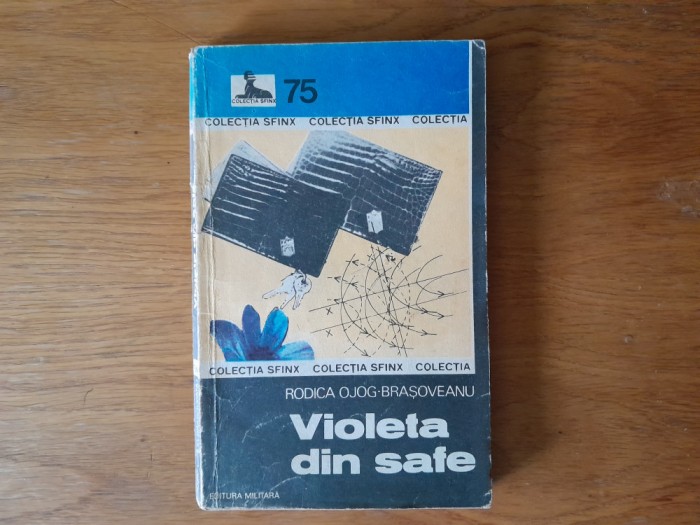 COLECȚIA SFINX
75
COLECȚIA SFINX COLECȚIA SFINX COLECȚIA
COLECȚIA SFINX COLECȚIA SFINX COLECȚIA
RODICA OJOG-BRAȘOVEANU
Violeta
din safe
EDITURA MILITARĂ